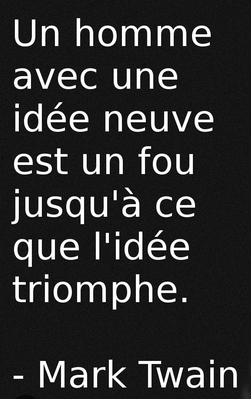 Un homme
avec une
idée neuve
est un fou
jusqu'à ce
que l'idée
triomphe.
- Mark Twain